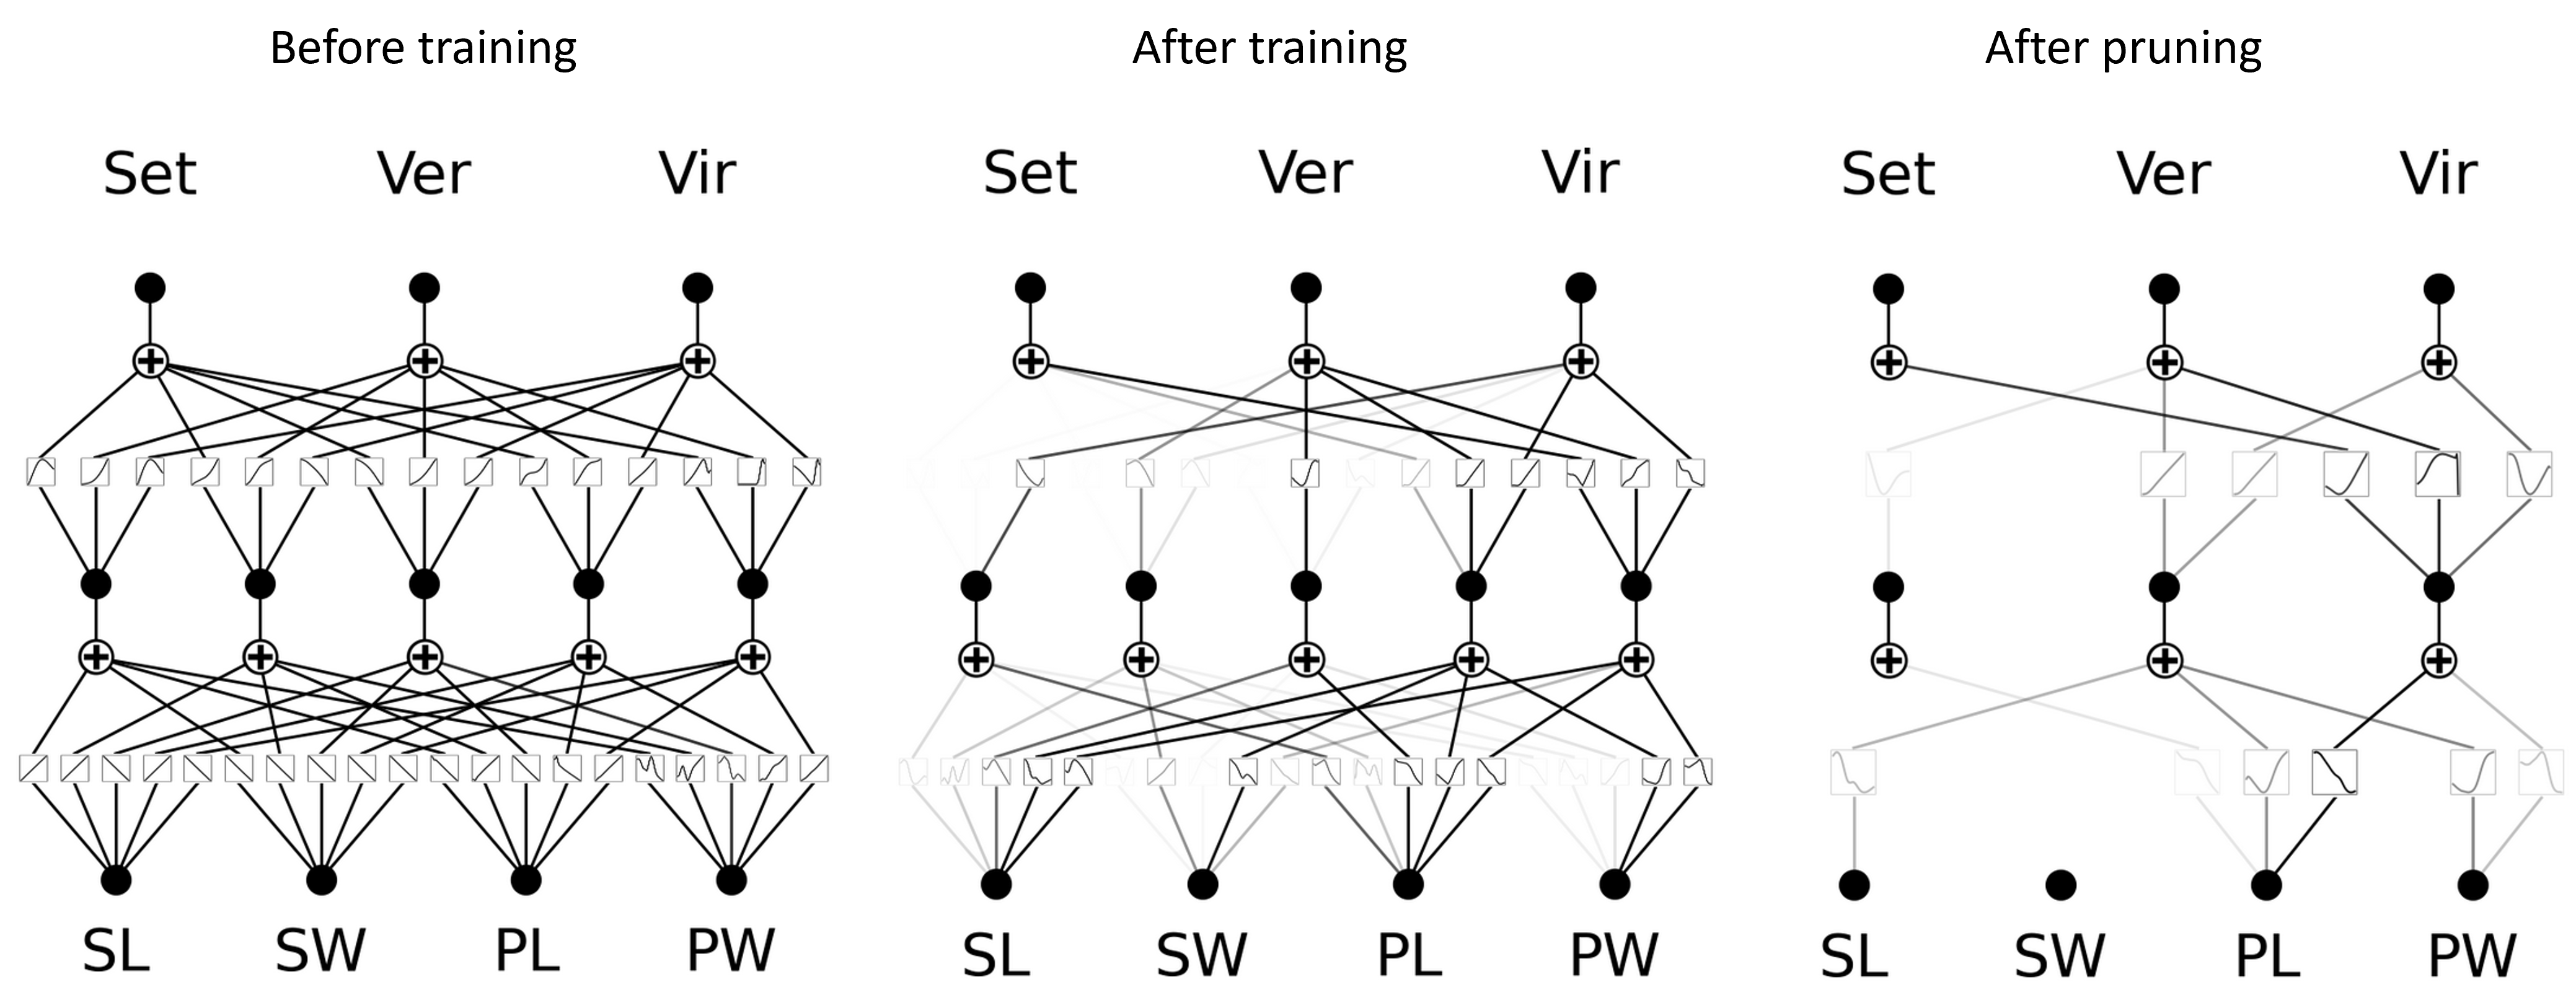 Before training
After training
After pruning
Set Ver Vir
Set Ver Vir
Set Ver Vir
SL SW PL PW
SL SW PL PW
SL SW PL PW